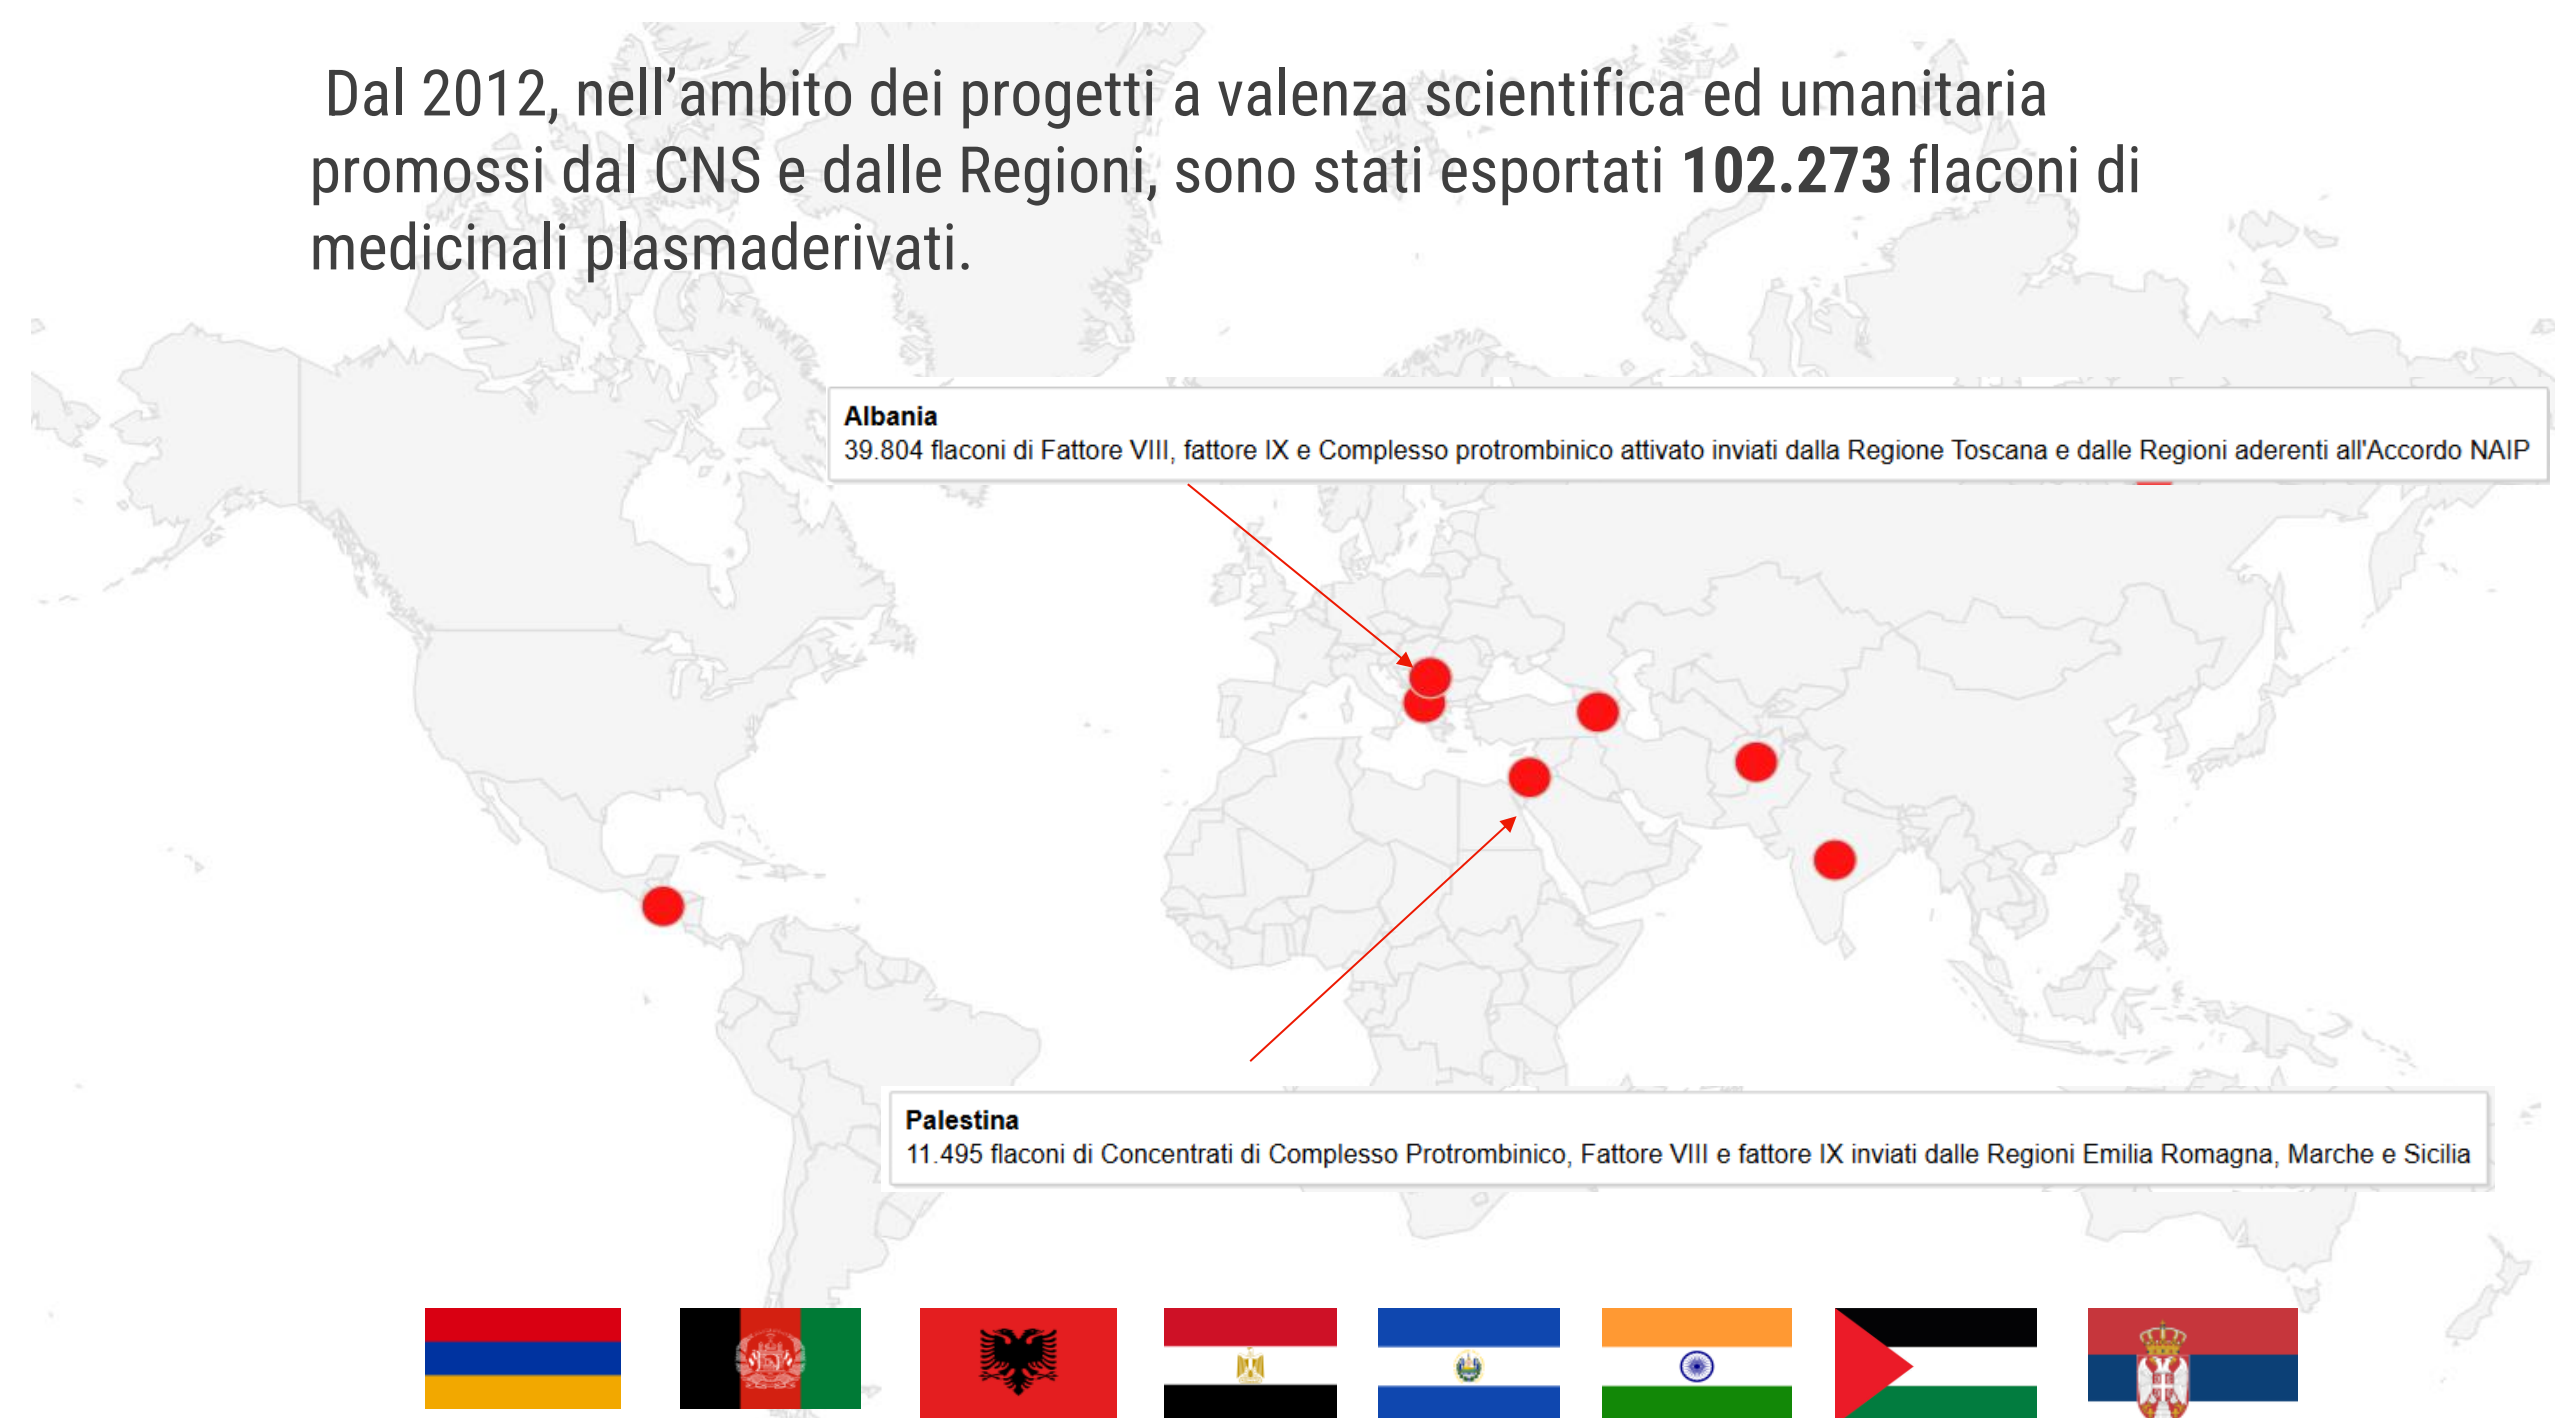 Dal 2012, nell’ambito dei progetti a valenza scientifica ed umanitaria
promossi dal CNS e dalle Regioni, sono stati esportati 102.273 flaconi di
medicinali plasmaderivati.
Albania
39.804 flaconi di Fattore VIII, fattore IX e Complesso protrombinico attivato inviati dalla Regione Toscana e dalle Regioni aderenti all'Accordo NAIP
Palestina
11.495 flaconi di Concentrati di Complesso Protrombinico, Fattore VIII e fattore IX inviati dalle Regioni Emilia Romagna, Marche e Sicilia